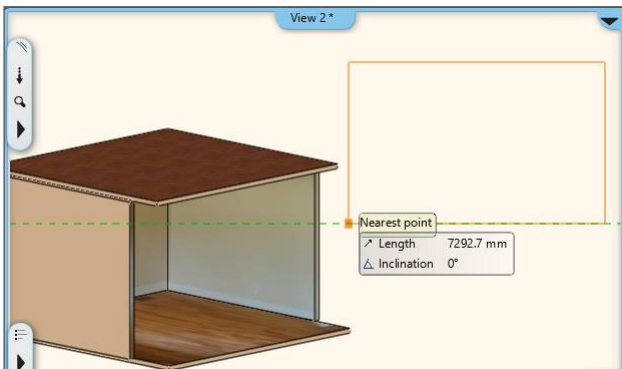 View 2 *
Nearest point
Length 7292.7 mm
Inclination 0°